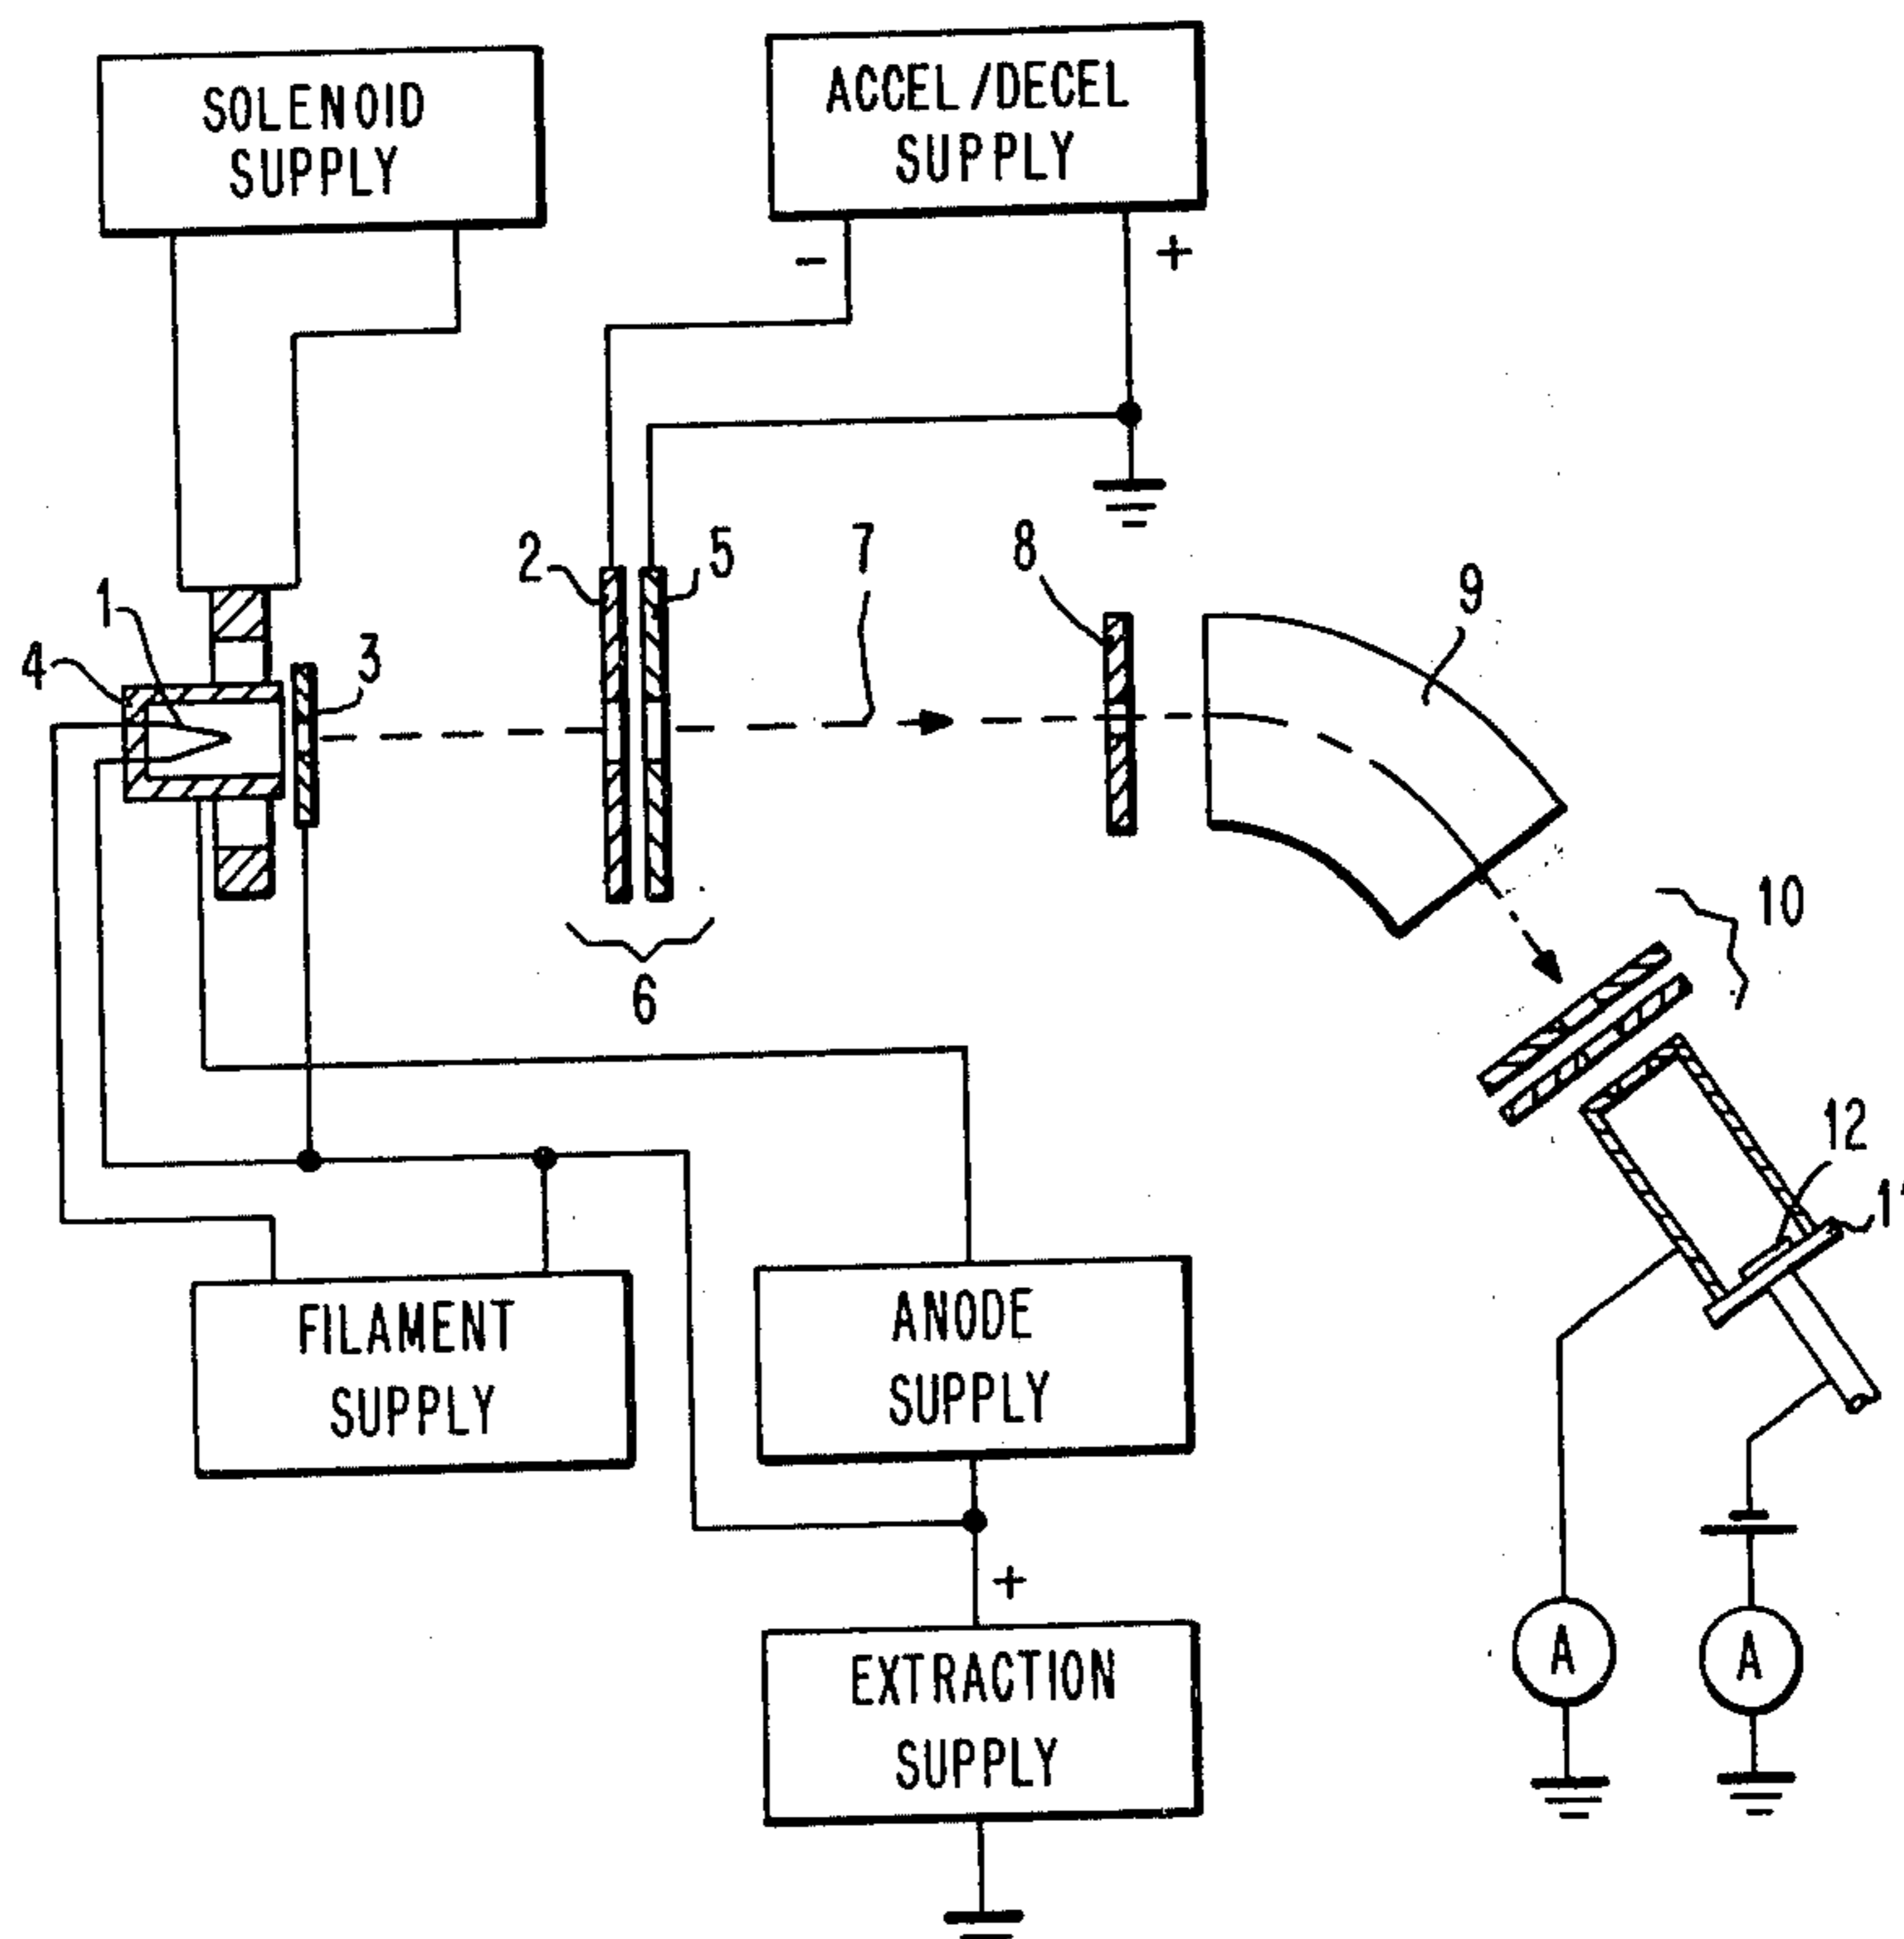 SOLENOID
SUPPLY
ACCEL/DECEL
SUPPLY
-
+
2
5
7
8
9
1
4
3
6
10
12
FILAMENT
SUPPLY
ANODE
SUPPLY
+
EXTRACTION
SUPPLY
A
A